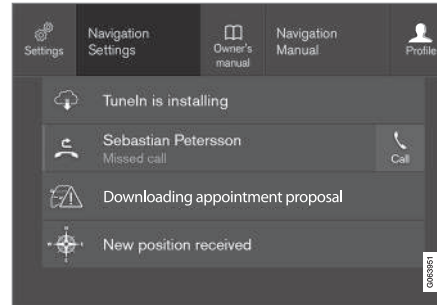 Settings
Navigation
Settings
Owner's
manual
Navigation
Manual
Profile
TuneIn is installing
Sebastian Petersson
Missed call
Call
Downloading appointment proposal
New position received
G063951